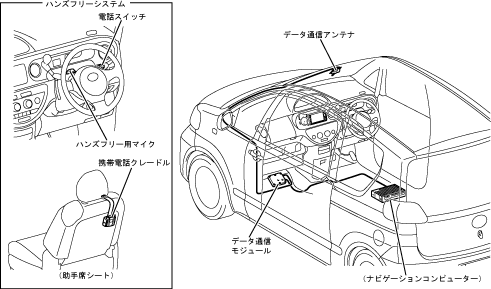 ハンズフリーシステム
電話スイッチ
ハンズフリー用マイク
携帯電話クレードル
(助手席シート)
データ通信アンテナ
データ通信
モジュール
(ナビゲーションコンピューター)